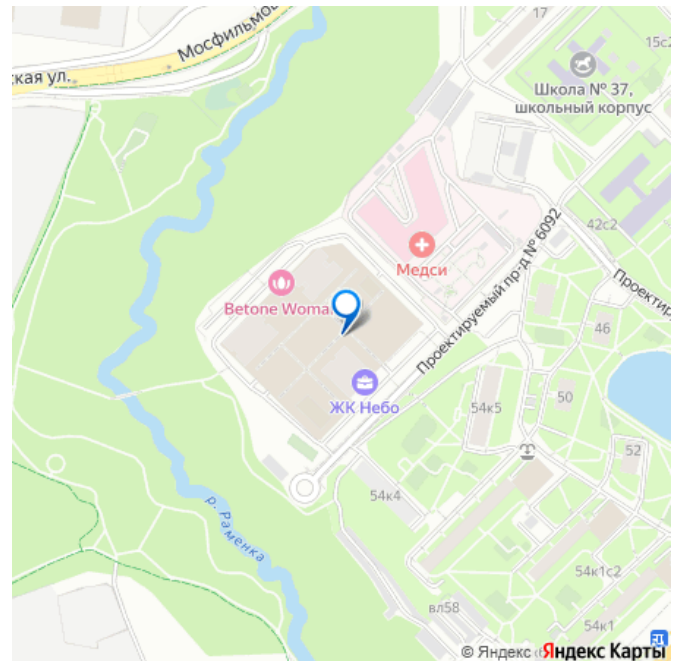 17
15с2
Мосфильмов
ская ул.
Школа № 37,
школьный корпус
42с2
Медси
Проектируемый пр-д № 6092
Проектир
Betone Woma
46
ЖК Небо
54к5
50
52
54к4
р. Раменка
54к1с2
вл58
54к1
© Яндекс
Яндекс Карты